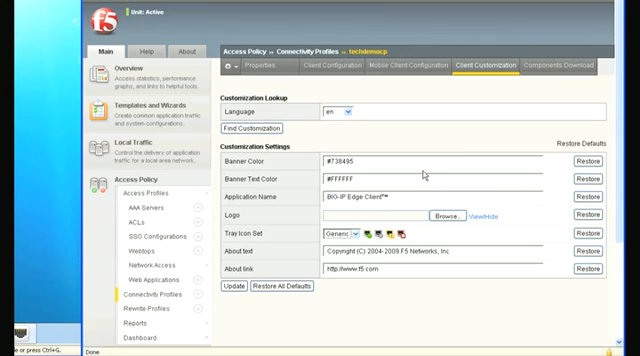 f5
Unit: Active
Main
Help
About
Access Policy » Connectivity Profiles » techdemocp
Properties
Client Configuration
Mobile Client Configuration
Client Customization
Components Download
Overview
Access statistics, performance
graphs, and links to helpful tools.
Templates and Wizards
Create common application traffic
and system configurations.
Local Traffic
Control the delivery of application
traffic for a local area network.
Access Policy
Access Profiles
AAA Servers
ACLs
SSO Configurations
Webtops
Network Access
Web Applications
Connectivity Profiles
Rewrite Profiles
Reports
Dashboard
Customization Lookup
Language
en
Find Customization
Customization Settings
Restore Defaults
Banner Color
#738495
Restore
Banner Text Color
#FFFFFF
Restore
Application Name
BIG-IP Edge Client™
Restore
Logo
Browse..
View/Hide
Restore
Tray Icon Set
Generic
Restore
About text
Copyright (C) 2004-2009 F5 Networks, Inc.
Restore
About link
http://www.f5.com
Restore
Update
Restore All Defaults
e or press Ctrl+G.
Done